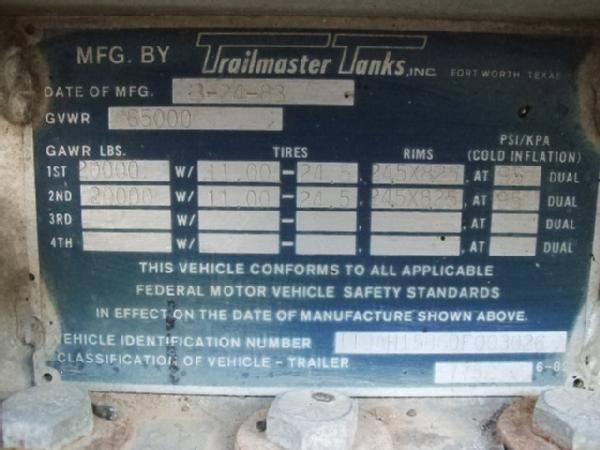 MFG. BY Trailmaster Tanks, INC. FORT WORTH, TEXAS
DATE OF MFG. 3-24-83
GVWR 65000
GAWR LBS. TIRES RIMS PSI/KPA (COLD INFLATION)
1ST 20000 W/ 11.00-24.5, 24.5X8.25, AT 95 DUAL
2ND 20000 W/ 11.00-24.5, 24.5X8.25, AT 95 DUAL
3RD W/ - , , AT DUAL
4TH W/ - , , AT DUAL
THIS VEHICLE CONFORMS TO ALL APPLICABLE
FEDERAL MOTOR VEHICLE SAFETY STANDARDS
IN EFFECT ON THE DATE OF MANUFACTURE SHOWN ABOVE.
VEHICLE IDENTIFICATION NUMBER
CLASSIFICATION OF VEHICLE - TRAILER